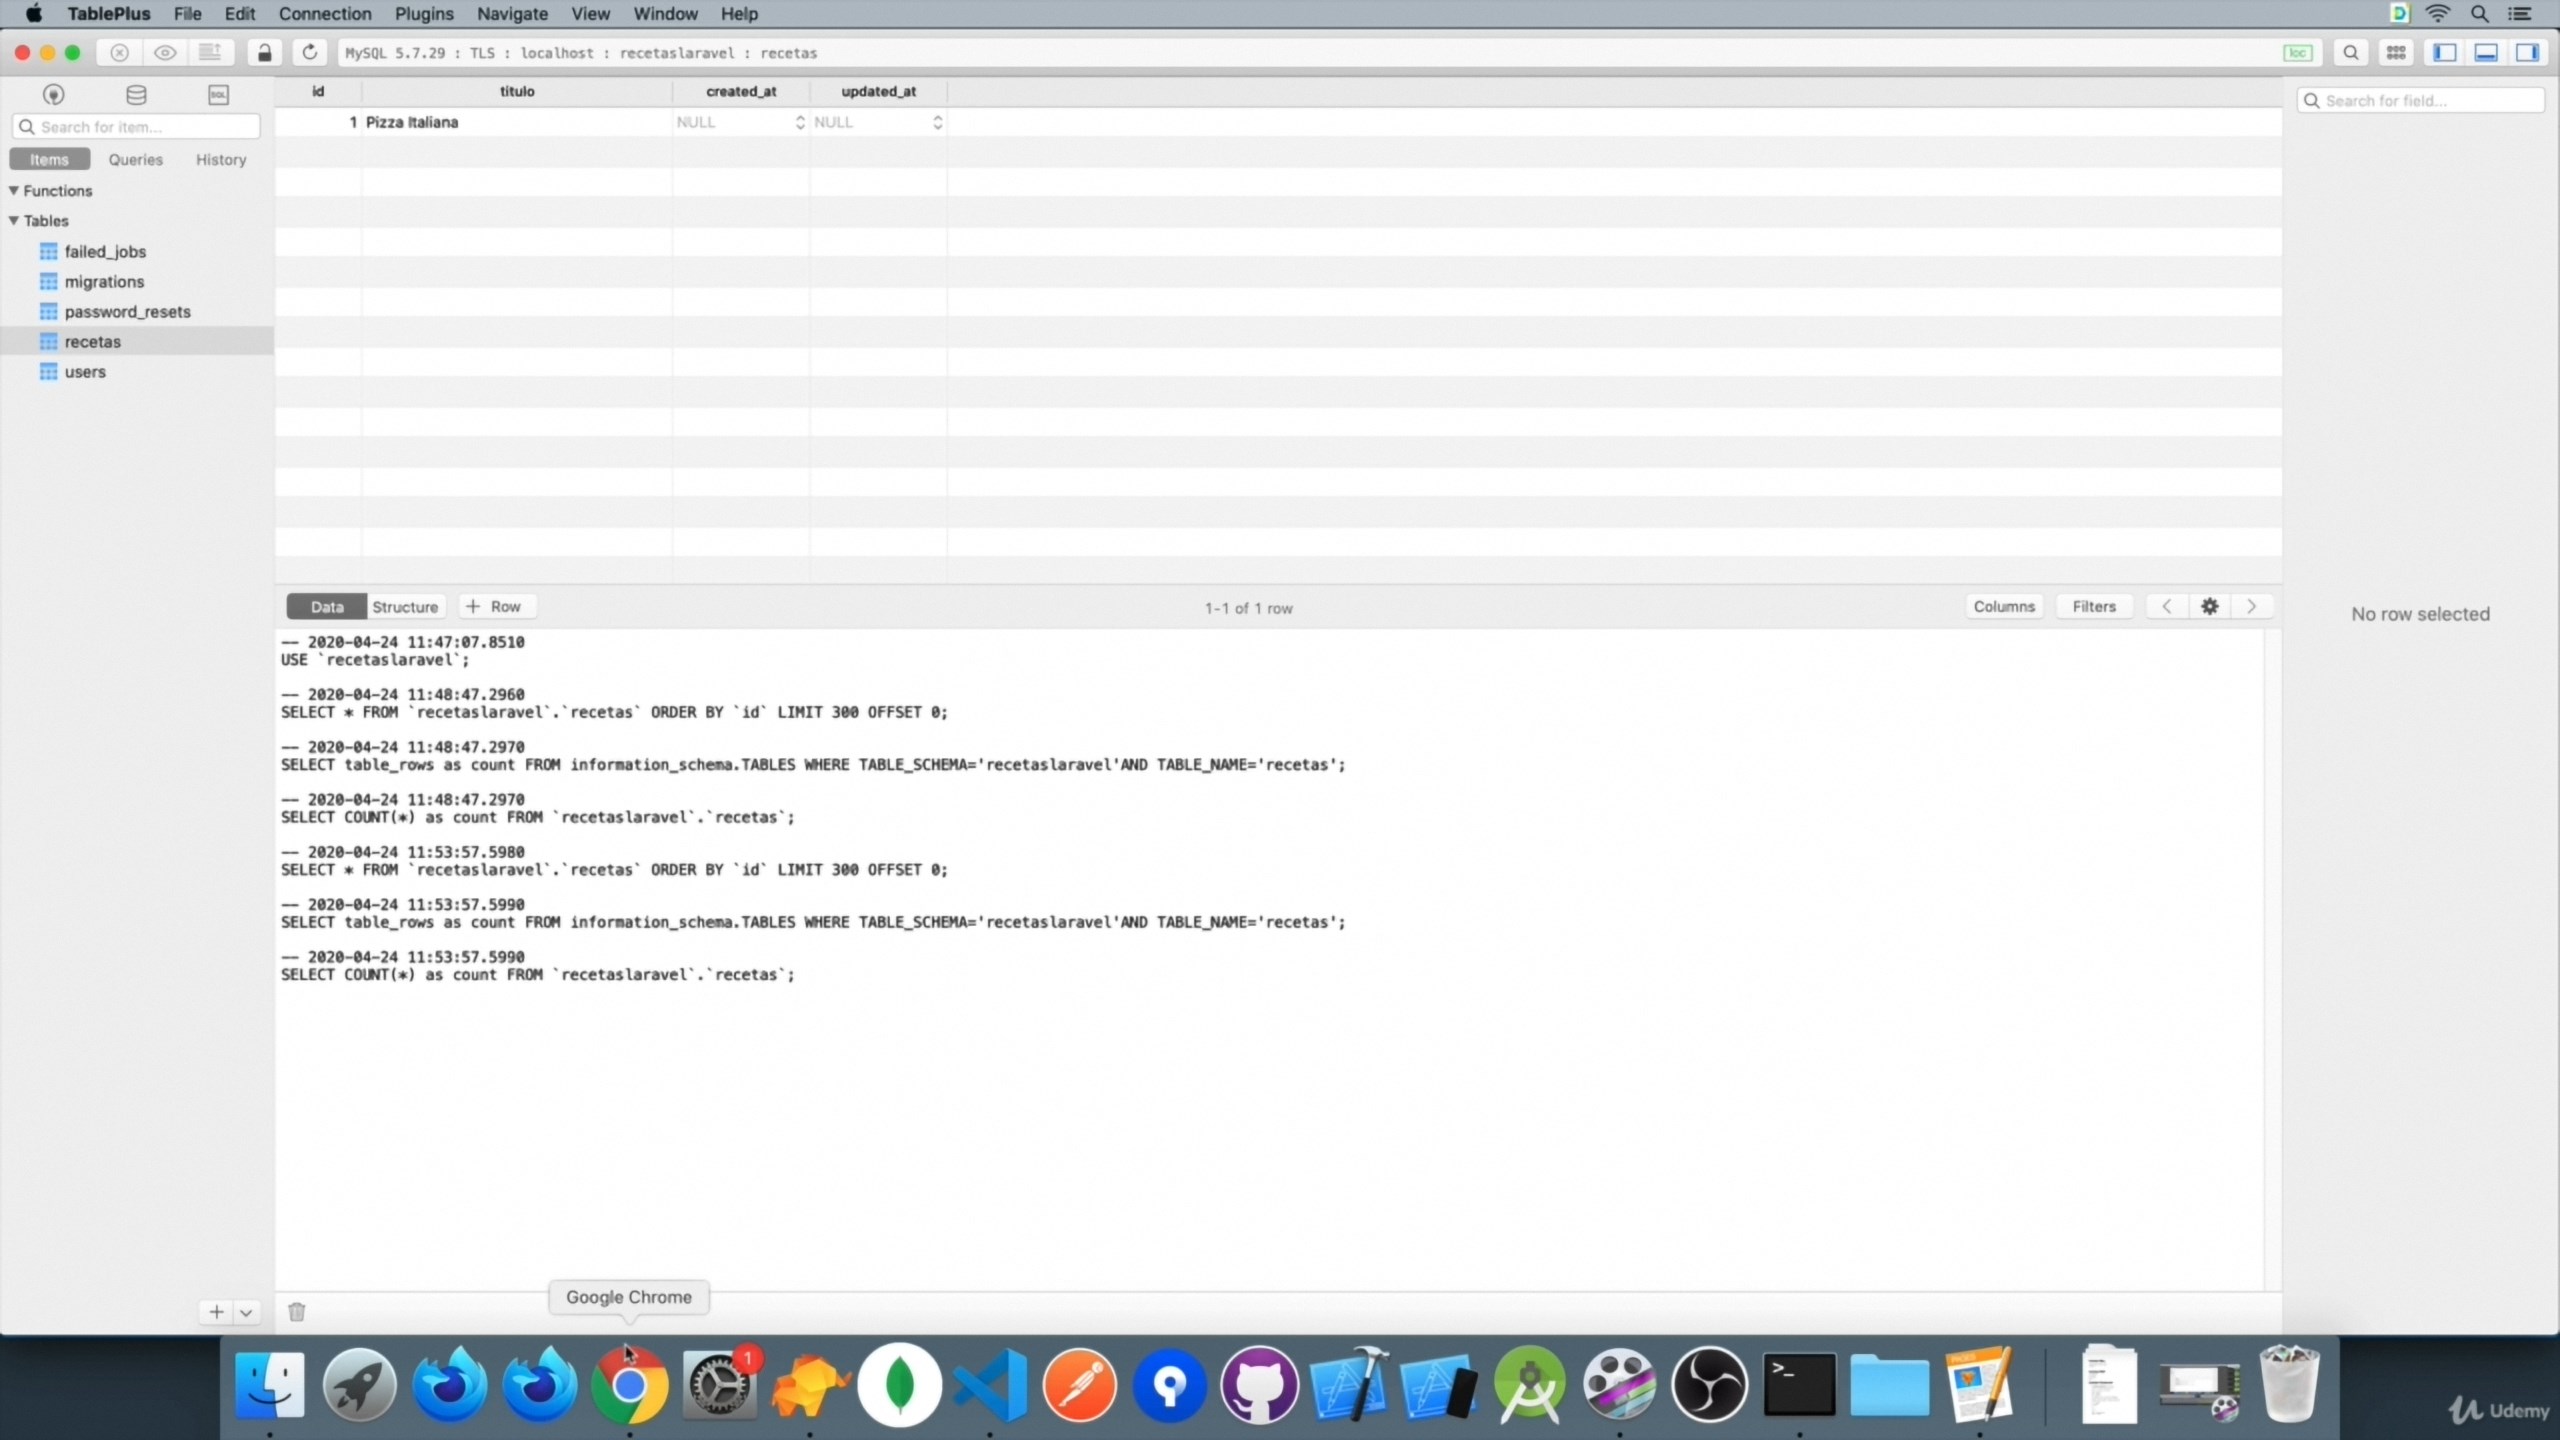 TablePlus File Edit Connection Plugins Navigate View Window Help
MySQL 5.7.29 : TLS : localhost : recetaslaravel : recetas
loc
SQL
Search for item...
Items Queries History
Functions
Tables
failed_jobs
migrations
password_resets
recetas
users
id titulo created_at updated_at
1 Pizza Italiana NULL NULL
Search for field...
No row selected
Data Structure + Row
1-1 of 1 row
Columns Filters
-- 2020-04-24 11:47:07.8510
USE `recetaslaravel`;
-- 2020-04-24 11:48:47.2960
SELECT * FROM `recetaslaravel`.`recetas` ORDER BY `id` LIMIT 300 OFFSET 0;
-- 2020-04-24 11:48:47.2970
SELECT table_rows as count FROM information_schema.TABLES WHERE TABLE_SCHEMA='recetaslaravel'AND TABLE_NAME='recetas';
-- 2020-04-24 11:48:47.2970
SELECT COUNT(*) as count FROM `recetaslaravel`.`recetas`;
-- 2020-04-24 11:53:57.5980
SELECT * FROM `recetaslaravel`.`recetas` ORDER BY `id` LIMIT 300 OFFSET 0;
-- 2020-04-24 11:53:57.5990
SELECT table_rows as count FROM information_schema.TABLES WHERE TABLE_SCHEMA='recetaslaravel'AND TABLE_NAME='recetas';
-- 2020-04-24 11:53:57.5990
SELECT COUNT(*) as count FROM `recetaslaravel`.`recetas`;
Google Chrome
1
>_
PAGES
Udemy